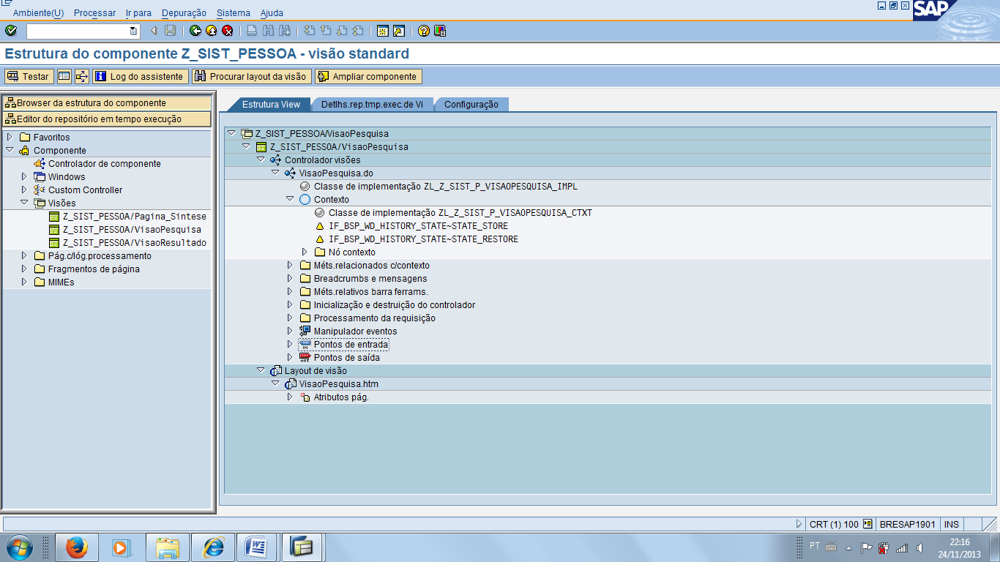 Ambiente(U) Processar Ir para Depuração Sistema Ajuda
SAP
Estrutura do componente Z_SIST_PESSOA - visão standard
Testar Log do assistente Procurar layout da visão Ampliar componente
Browser da estrutura do componente
Editor do repositório em tempo execução
Favoritos
Componente
Controlador de componente
Windows
Custom Controller
Visões
Z_SIST_PESSOA/Pagina_Sintese
Z_SIST_PESSOA/VisaoPesquisa
Z_SIST_PESSOA/VisaoResultado
Pág.c/lóg.processamento
Fragmentos de página
MIMEs
Estrutura View Detlhs.rep.tmp.exec.de Vi Configuração
Z_SIST_PESSOA/VisaoPesquisa
Z_SIST_PESSOA/VisaoPesquisa
Controlador visões
VisaoPesquisa.do
Classe de implementação ZL_Z_SIST_P_VISAOPESQUISA_IMPL
Contexto
Classe de implementação ZL_Z_SIST_P_VISAOPESQUISA_CTXT
IF_BSP_WD_HISTORY_STATE~STATE_STORE
IF_BSP_WD_HISTORY_STATE~STATE_RESTORE
Nó contexto
Méts.relacionados c/contexto
Breadcrumbs e mensagens
Méts.relativos barra ferrams.
Inicialização e destruição do controlador
Processamento da requisição
Manipulador eventos
IN Pontos de entrada
OUT Pontos de saída
Layout de visão
VisaoPesquisa.htm
Atributos pág.
CRT (1) 100 BRESAP1901 INS
PT 22:16
24/11/2013